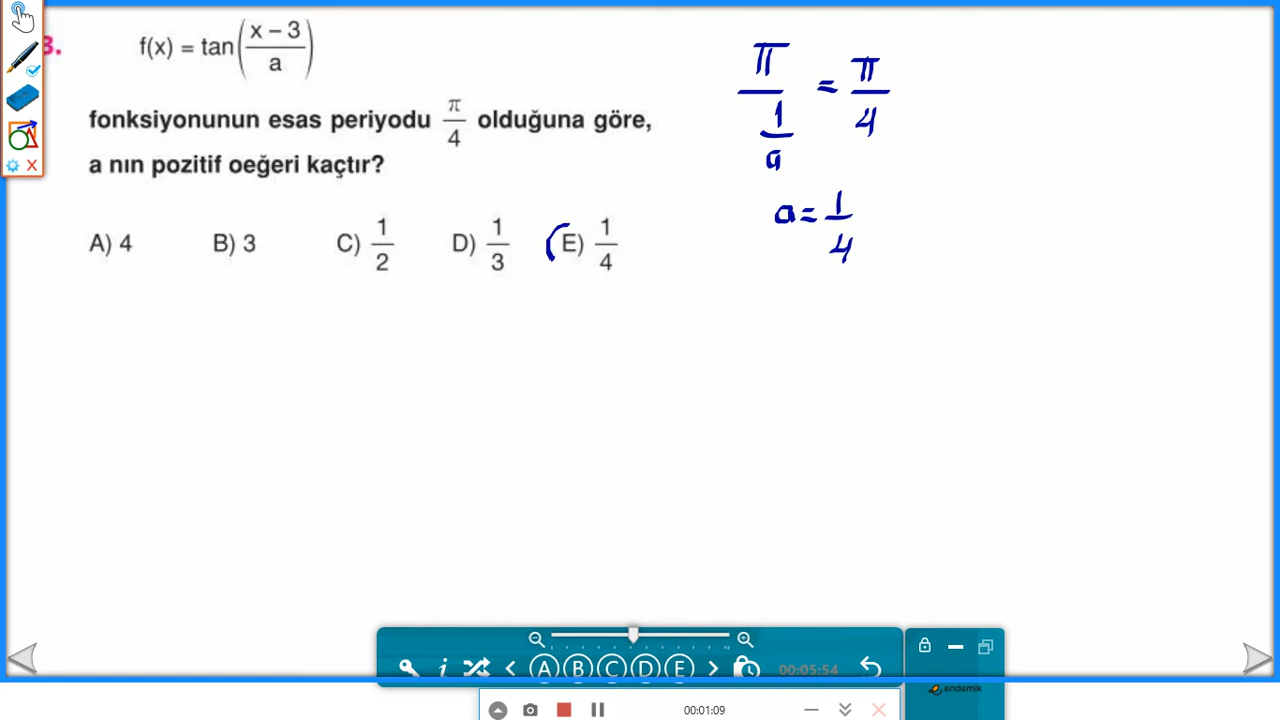 3.
f(x) = tan((x – 3)/a)
fonksiyonunun esas periyodu π/4 olduğuna göre,
a nın pozitif oeğeri kaçtır?
A) 4 B) 3 C) 1/2 D) 1/3 E) 1/4
π/(1/a) = π/4
a = 1/4
A B C D E 00:05:54
endemik
00:01:09